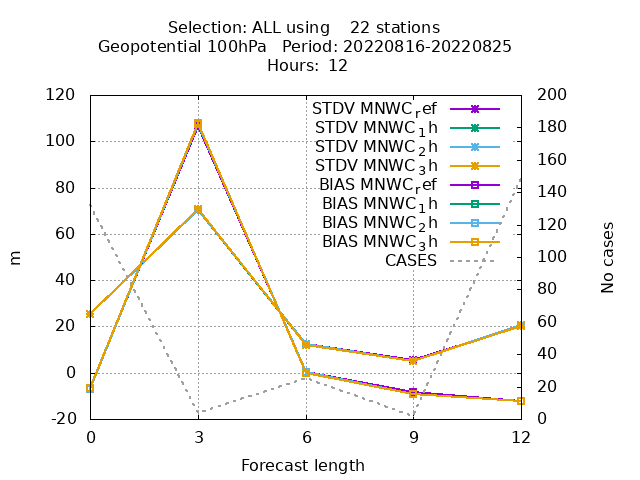 Selection: ALL using 22 stations
Geopotential 100hPa Period: 20220816-20220825
Hours: 12
120
100
80
60
40
20
0
-20
m
200
180
160
140
120
100
80
60
40
20
0
No cases
STDV MNWC_ref
STDV MNWC_1h
STDV MNWC_2h
STDV MNWC_3h
BIAS MNWC_ref
BIAS MNWC_1h
BIAS MNWC_2h
BIAS MNWC_3h
CASES
0 3 6 9 12
Forecast length